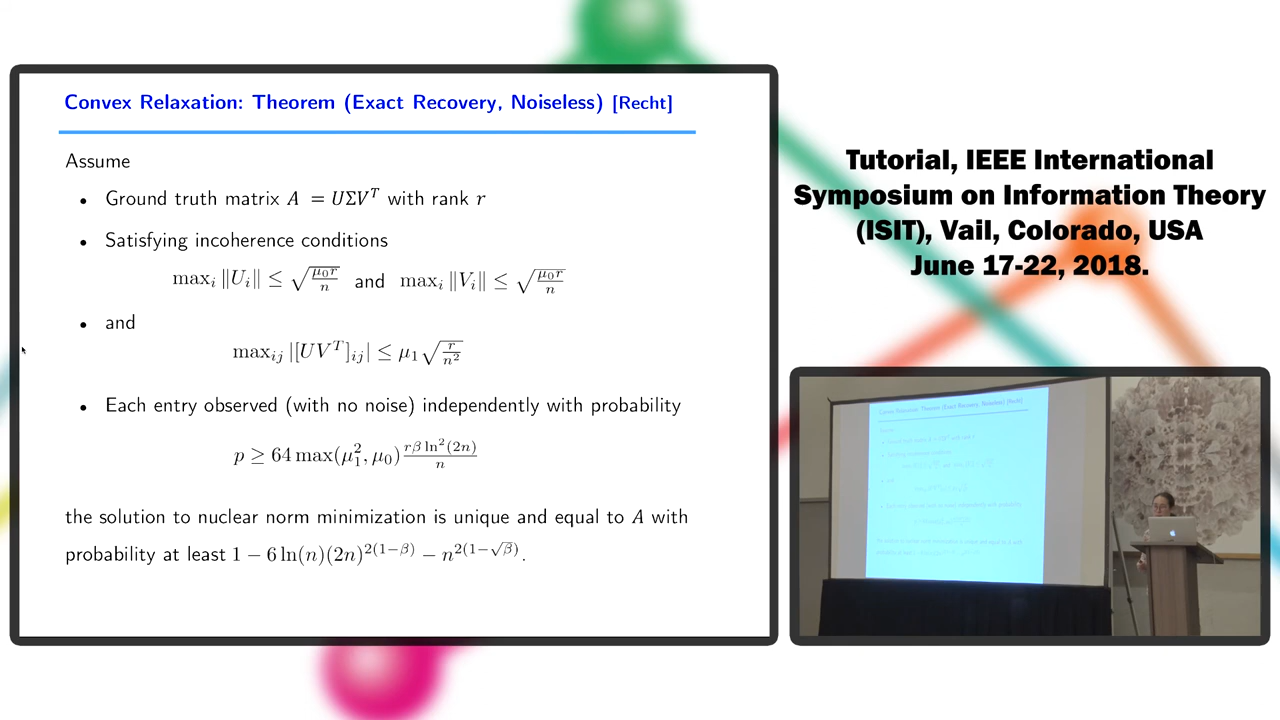 Convex Relaxation: Theorem (Exact Recovery, Noiseless) [Recht]
Assume
• Ground truth matrix A = UΣV^T with rank r
• Satisfying incoherence conditions
max_i ‖U_i‖ ≤ √(μ_0 r / n) and max_i ‖V_i‖ ≤ √(μ_0 r / n)
• and
max_{ij} |[UV^T]_{ij}| ≤ μ_1 √(r / n^2)
• Each entry observed (with no noise) independently with probability
p ≥ 64 max(μ_1^2, μ_0) rβ ln^2(2n) / n
the solution to nuclear norm minimization is unique and equal to A with
probability at least 1 − 6 ln(n)(2n)^{2(1−β)} − n^{2(1−√β)}.
Tutorial, IEEE International
Symposium on Information Theory
(ISIT), Vail, Colorado, USA
June 17-22, 2018.